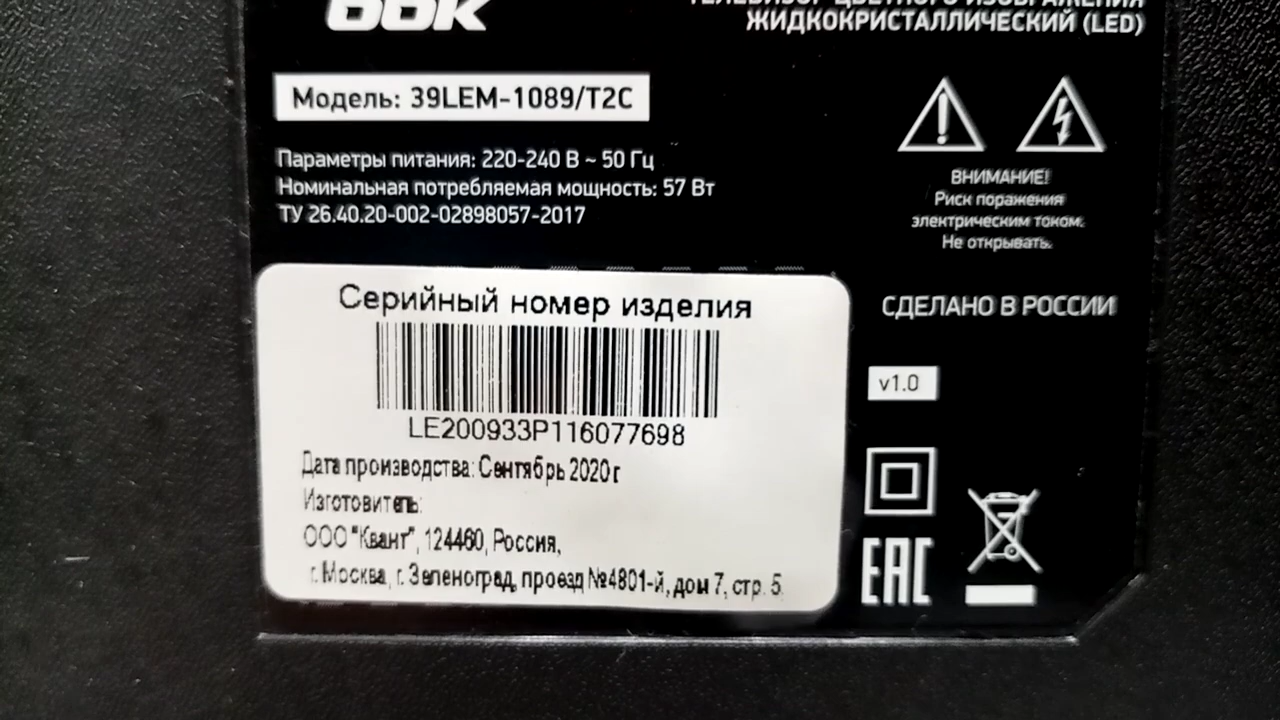 BBK
ТЕЛЕВИЗОР ЦВЕТНОГО ИЗОБРАЖЕНИЯ
ЖИДКОКРИСТАЛЛИЧЕСКИЙ (LED)
Модель: 39LEM-1089/T2C
Параметры питания: 220-240 В ~ 50 Гц
Номинальная потребляемая мощность: 57 Вт
ТУ 26.40.20-002-02898057-2017
ВНИМАНИЕ!
Риск поражения
электрическим током.
Не открывать.
СДЕЛАНО В РОССИИ
v1.0
Серийный номер изделия
LE200933P116077698
Дата производства: Сентябрь 2020 г
Изготовитель:
ООО "Квант", 124460, Россия,
г. Москва, г. Зеленоград, проезд №4801-й, дом 7, стр. 5
EAC